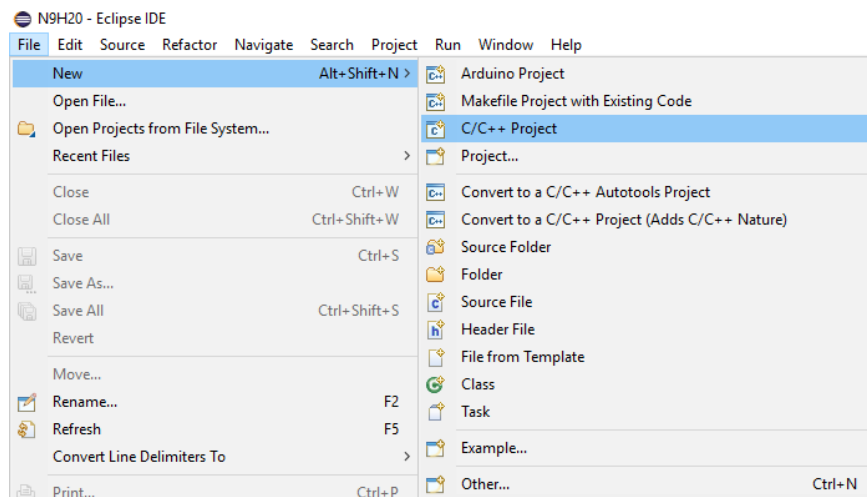 N9H20 - Eclipse IDE
File Edit Source Refactor Navigate Search Project Run Window Help
New Alt+Shift+N >
Open File...
Open Projects from File System...
Recent Files >
Close Ctrl+W
Close All Ctrl+Shift+W
Save Ctrl+S
Save As...
Save All Ctrl+Shift+S
Revert
Move...
Rename... F2
Refresh F5
Convert Line Delimiters To >
Print... Ctrl+P
Arduino Project
Makefile Project with Existing Code
C/C++ Project
Project...
Convert to a C/C++ Autotools Project
Convert to a C/C++ Project (Adds C/C++ Nature)
Source Folder
Folder
Source File
Header File
File from Template
Class
Task
Example...
Other... Ctrl+N